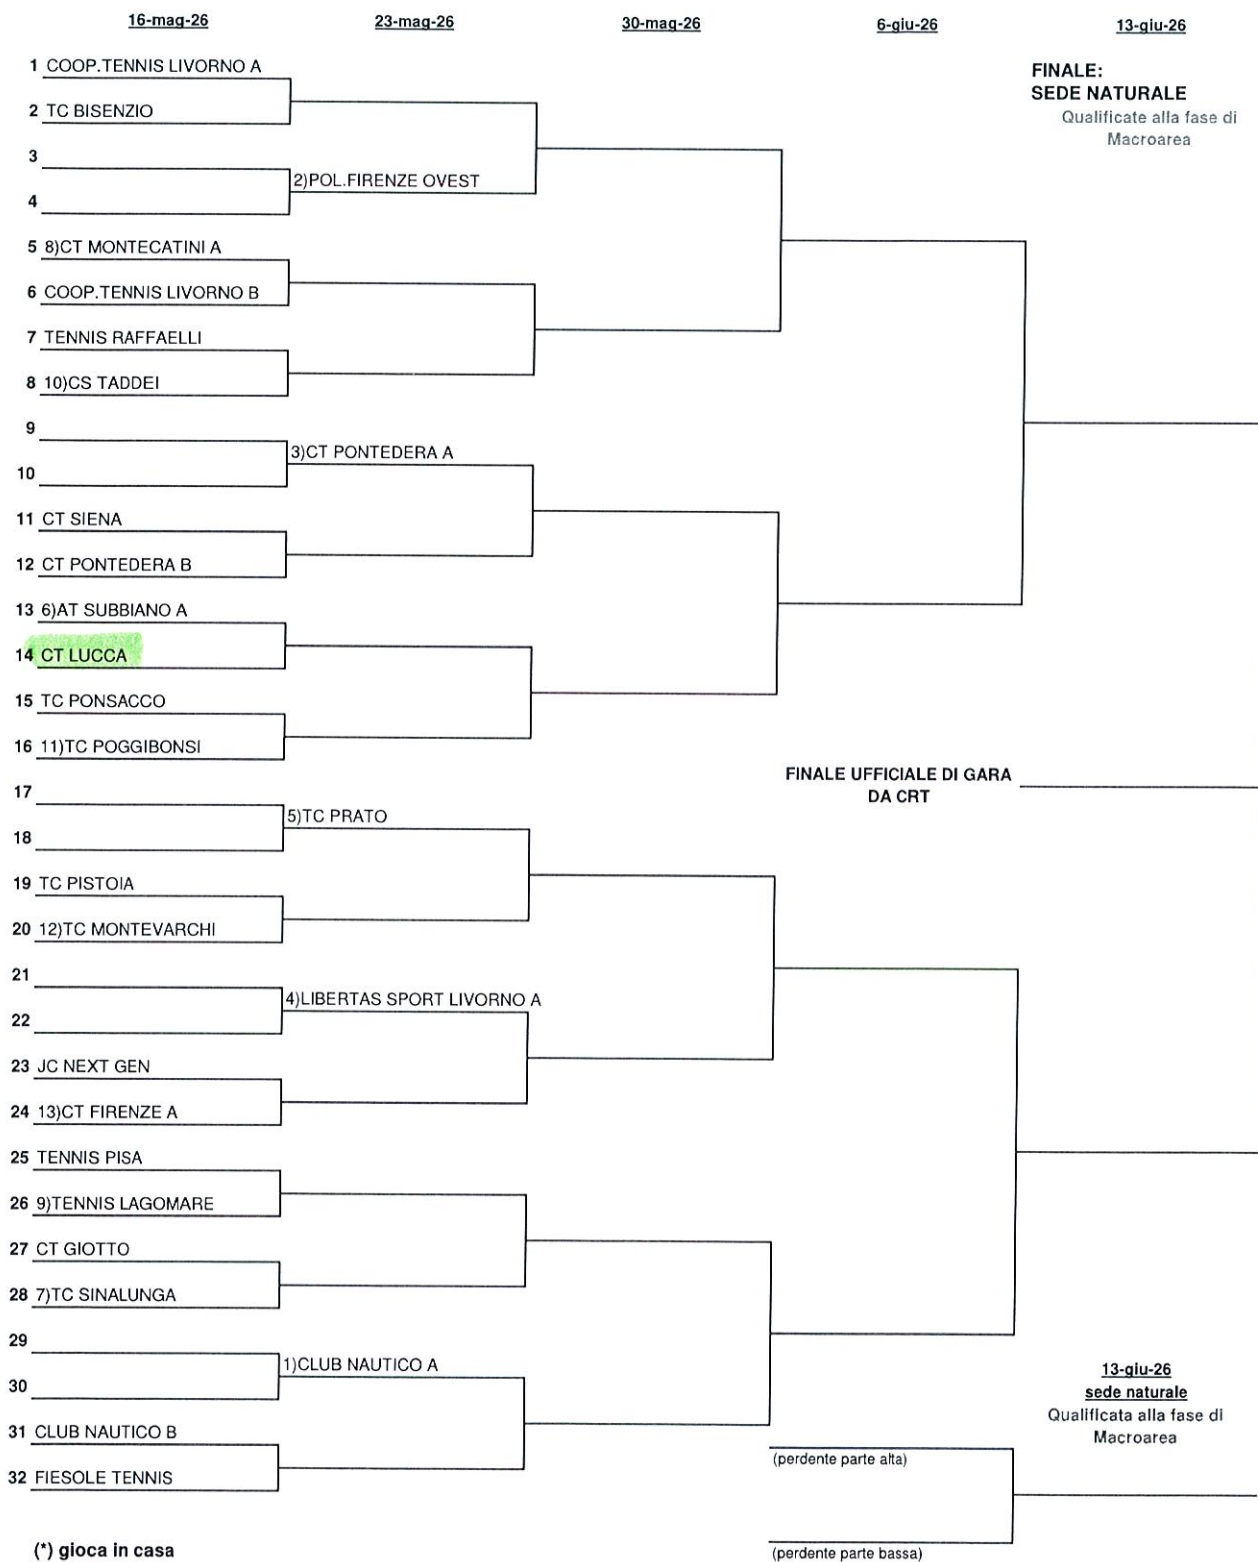 16-mag-26 23-mag-26 30-mag-26 6-giu-26 13-giu-26
FINALE:
SEDE NATURALE
Qualificate alla fase di
Macroarea
1 COOP.TENNIS LIVORNO A
2 TC BISENZIO
3
2)POL.FIRENZE OVEST
4
5 8)CT MONTECATINI A
6 COOP.TENNIS LIVORNO B
7 TENNIS RAFFAELLI
8 10)CS TADDEI
9
3)CT PONTEDERA A
10
11 CT SIENA
12 CT PONTEDERA B
13 6)AT SUBBIANO A
14 CT LUCCA
15 TC PONSACCO
16 11)TC POGGIBONSI
FINALE UFFICIALE DI GARA
DA CRT
17
5)TC PRATO
18
19 TC PISTOIA
20 12)TC MONTEVARCHI
21
4)LIBERTAS SPORT LIVORNO A
22
23 JC NEXT GEN
24 13)CT FIRENZE A
25 TENNIS PISA
26 9)TENNIS LAGOMARE
27 CT GIOTTO
28 7)TC SINALUNGA
29
1)CLUB NAUTICO A
30
31 CLUB NAUTICO B
32 FIESOLE TENNIS
13-giu-26
sede naturale
Qualificata alla fase di
Macroarea
(perdente parte alta)
(perdente parte bassa)
(*) gioca in casa